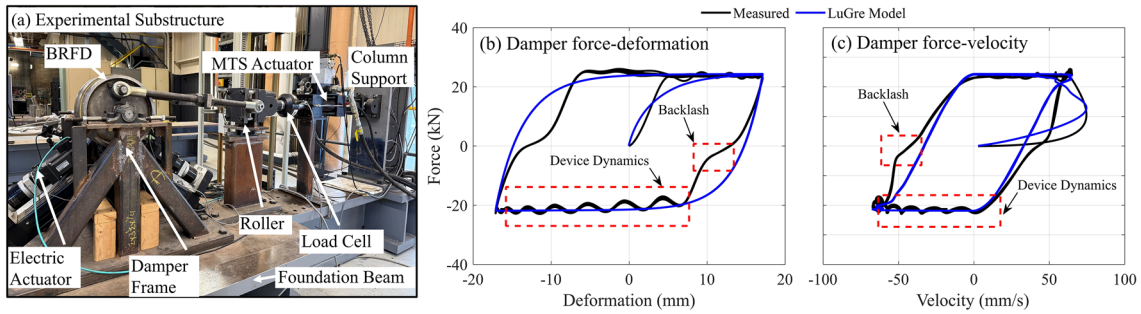 (a) Experimental Substructure
BRFD
MTS Actuator
Column
Support
Roller
Load Cell
Electric
Actuator
Damper
Frame
Foundation Beam
Measured
LuGre Model
(b) Damper force-deformation
Backlash
Device Dynamics
Force (kN)
40
20
0
-20
-40
-20
-10
0
10
20
Deformation (mm)
(c) Damper force-velocity
Backlash
Device Dynamics
-100
-50
0
50
100
Velocity (mm/s)